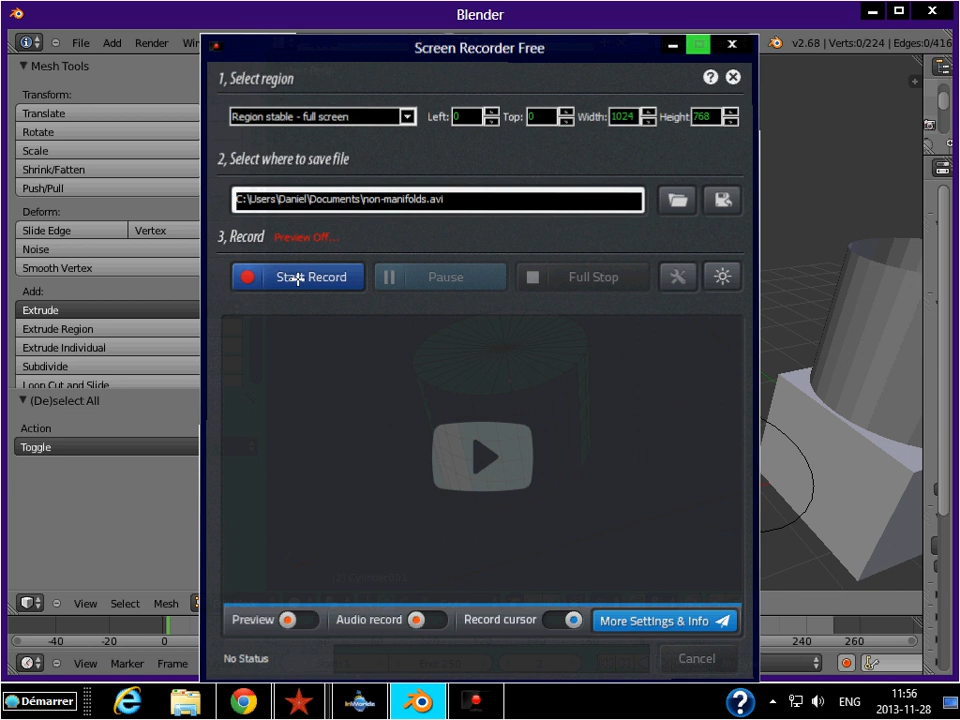 Blender
File Add Render Win
v2.68 | Verts:0/224 | Edges:0/416
Screen Recorder Free
Mesh Tools
Transform:
Translate
Rotate
Scale
Shrink/Fatten
Push/Pull
Deform:
Slide Edge Vertex
Noise
Smooth Vertex
Add:
Extrude
Extrude Region
Extrude Individual
Subdivide
Loop Cut and Slide
(De)select All
Action
Toggle
1, Select region
Region stable - full screen Left: 0 Top: 0 Width: 1024 Height: 768
2, Select where to save file
C:\Users\Daniel\Documents\non-manifolds.avi
3, Record Preview Off...
Start Record Pause Full Stop
Preview Audio record Record cursor More Settings & Info
No Status Cancel
View Select Mesh
-40 -20 0 240 260
View Marker Frame
Démarrer
InWorldz
ENG
11:56
2013-11-28